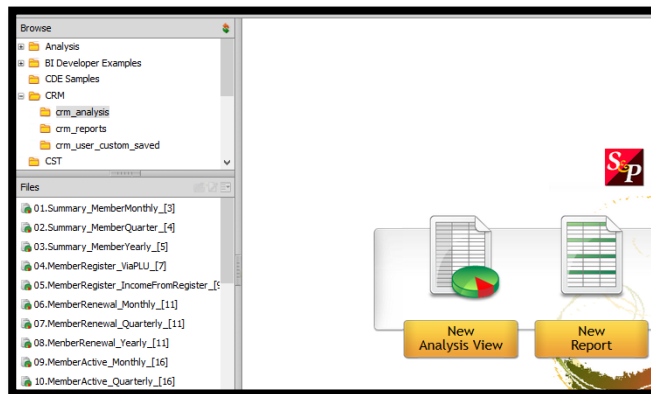 Browse
Analysis
BI Developer Examples
CDE Samples
CRM
crm_analysis
crm_reports
crm_user_custom_saved
CST
Files
01.Summary_MemberMonthly_[3]
02.Summary_MemberQuarter_[4]
03.Summary_MemberYearly_[5]
04.MemberRegister_ViaPLU_[7]
05.MemberRegister_IncomeFromRegister_[9
06.MemberRenewal_Monthly_[11]
07.MemberRenewal_Quarterly_[11]
08.MenberRenewal_Yearly_[11]
09.MemberActive_Monthly_[16]
10.MemberActive_Quarterly_[16]
S&P
New
Analysis View
New
Report